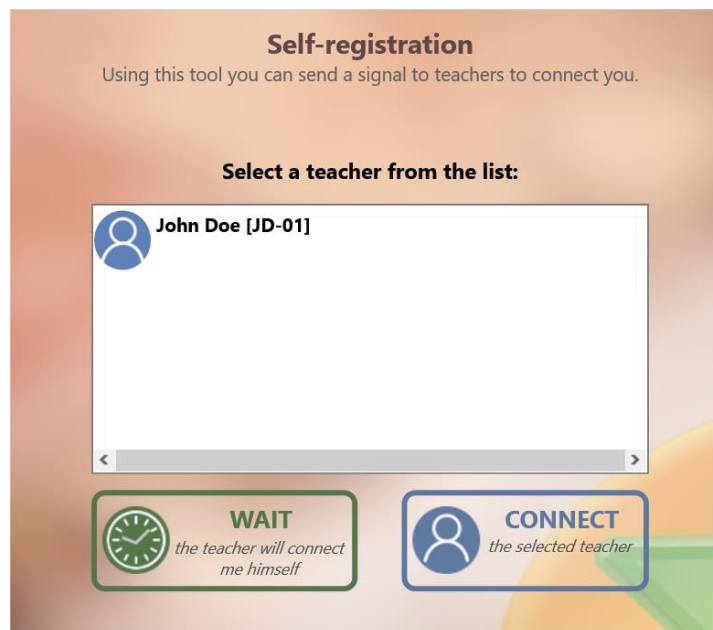 Self-registration
Using this tool you can send a signal to teachers to connect you.
Select a teacher from the list:
John Doe [JD-01]
WAIT
the teacher will connect
me himself
CONNECT
the selected teacher